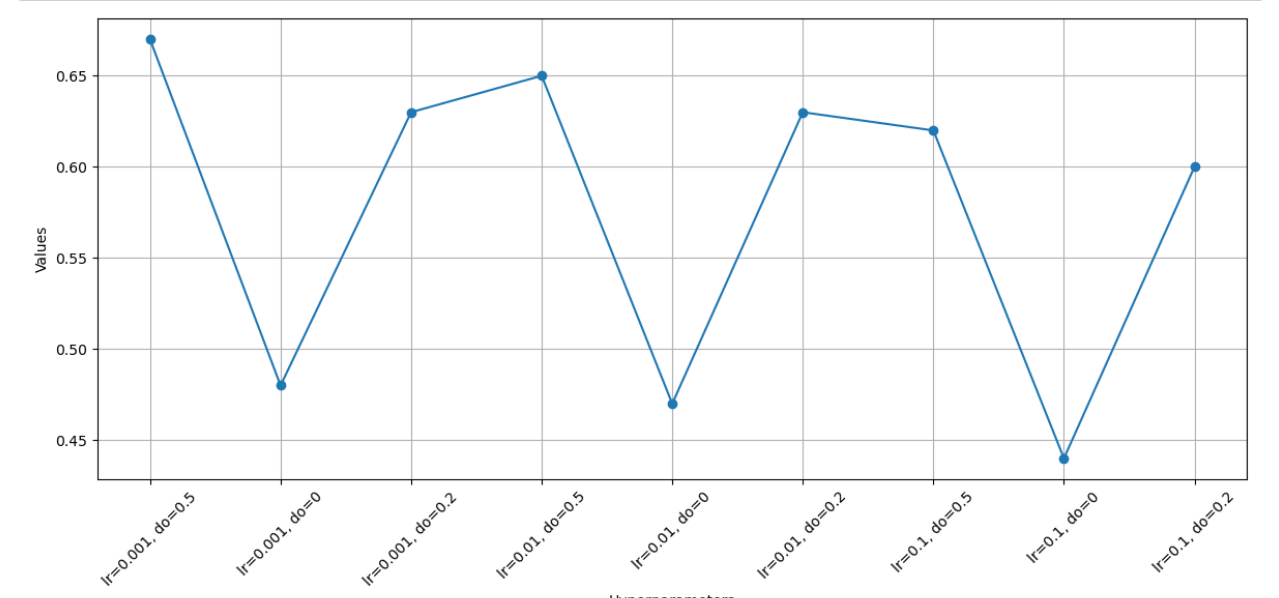 0.65
0.60
0.55
0.50
0.45
Values
lr=0.001, do=0.5
lr=0.001, do=0
lr=0.001, do=0.2
lr=0.01, do=0.5
lr=0.01, do=0
lr=0.01, do=0.2
lr=0.1, do=0.5
lr=0.1, do=0
lr=0.1, do=0.2
Hyperparameters